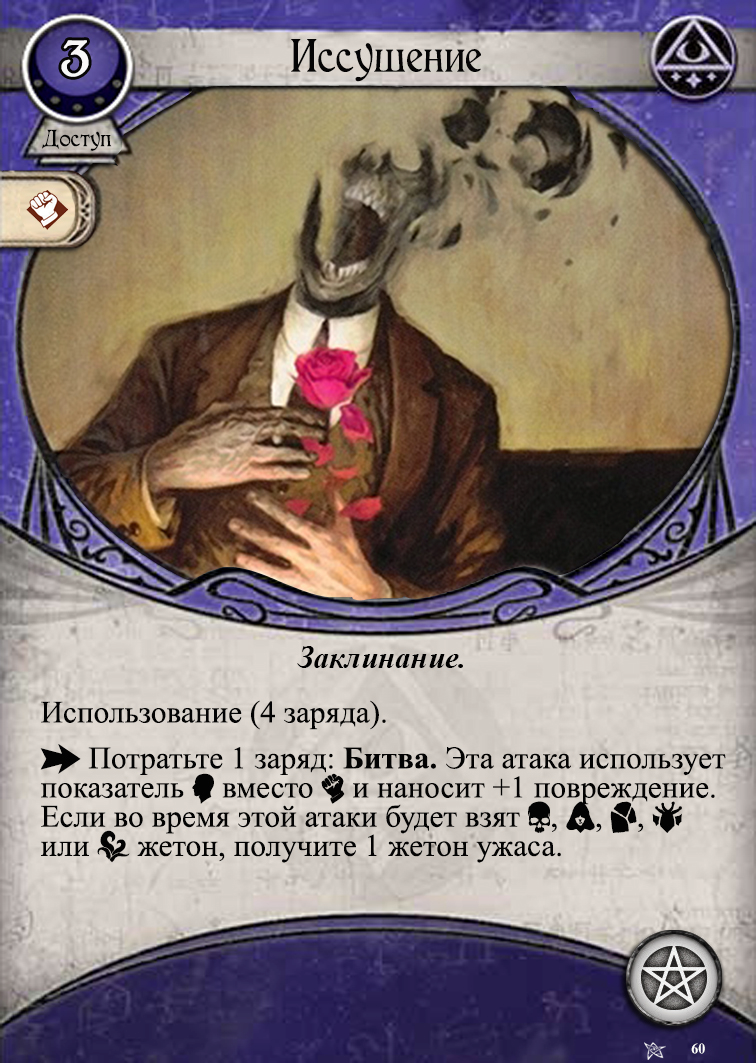 3
Иссушение
Доступ
Заклинание.
Использование (4 заряда).
Потратьте 1 заряд: Битва. Эта атака использует
показатель вместо и наносит +1 повреждение.
Если во время этой атаки будет взят , , ,
или жетон, получите 1 жетон ужаса.
60